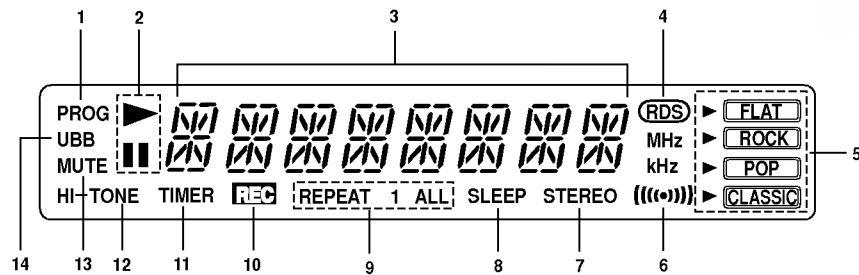 1 2 3 4
PROG RDS FLAT
UBB MHz ROCK
MUTE kHz POP 5
HI-TONE TIMER REC REPEAT 1 ALL SLEEP STEREO CLASSIC
14 13 12 11 10 9 8 7 6